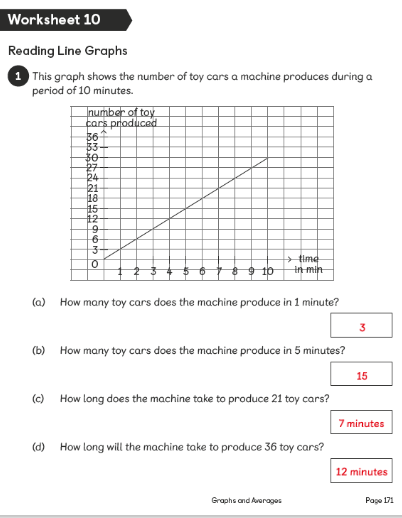 Worksheet 10
Reading Line Graphs
1 This graph shows the number of toy cars a machine produces during a
period of 10 minutes.
number of toy
cars produced
36
33
30
27
24
21
18
15
12
9
6
3
0
1 2 3 4 5 6 7 8 9 10
time
in min
(a) How many toy cars does the machine produce in 1 minute?
3
(b) How many toy cars does the machine produce in 5 minutes?
15
(c) How long does the machine take to produce 21 toy cars?
7 minutes
(d) How long will the machine take to produce 36 toy cars?
12 minutes
Graphs and Averages Page 171